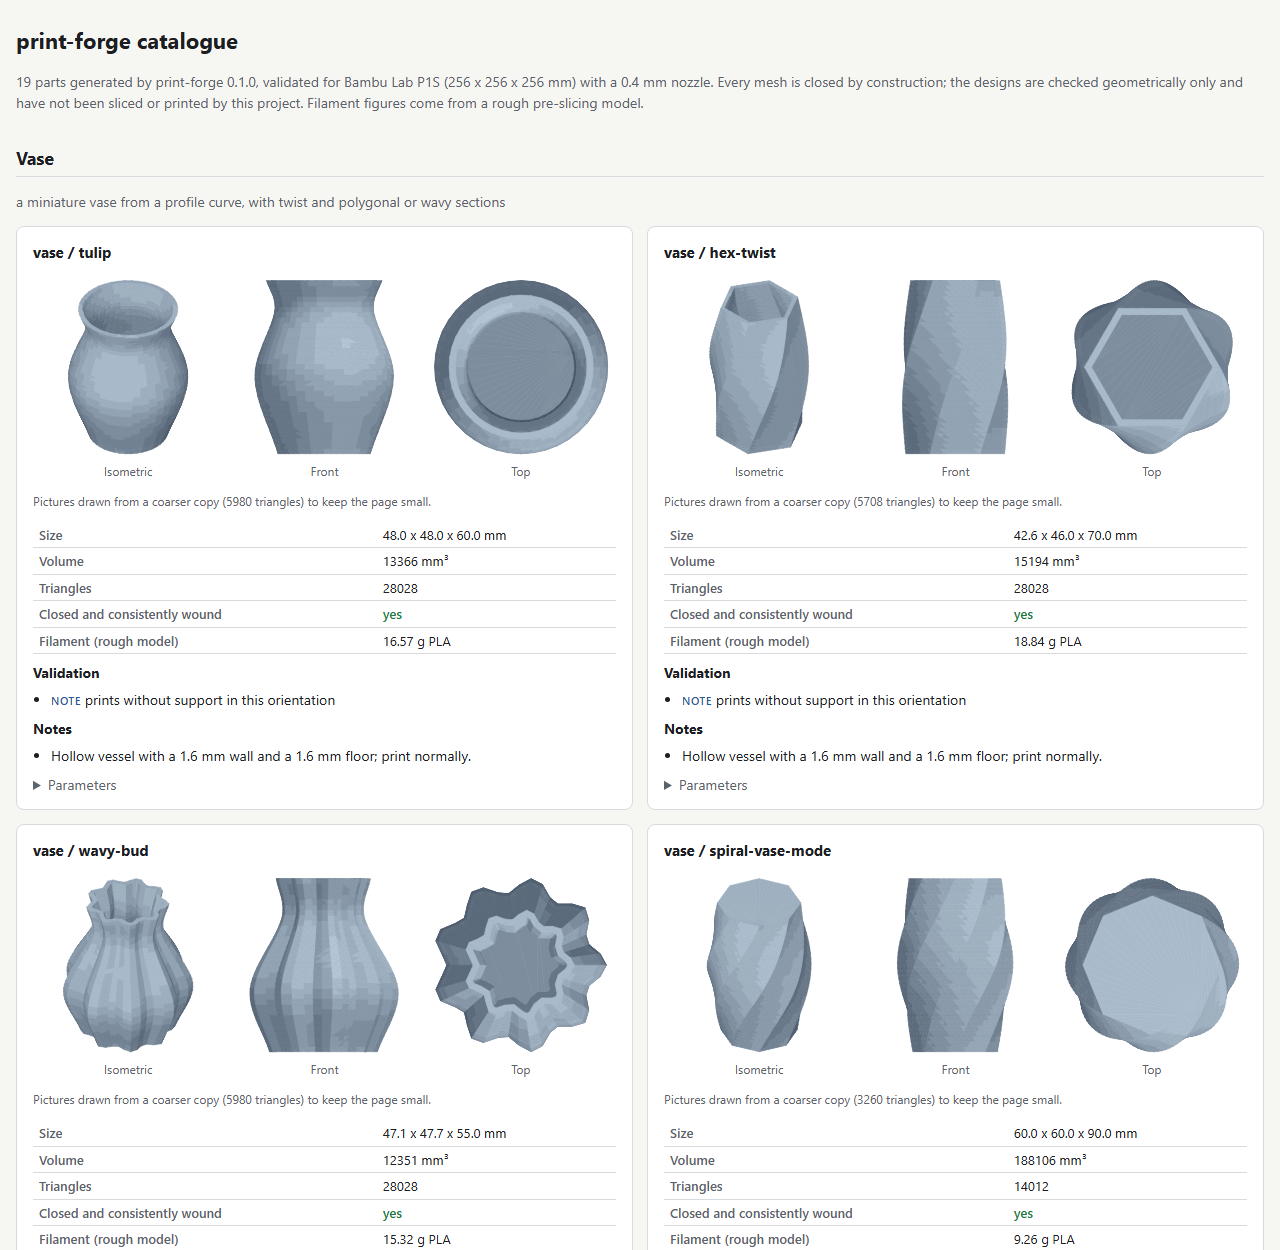 print-forge catalogue
19 parts generated by print-forge 0.1.0, validated for Bambu Lab P1S (256 x 256 x 256 mm) with a 0.4 mm nozzle. Every mesh is closed by construction; the designs are checked geometrically only and
have not been sliced or printed by this project. Filament figures come from a rough pre-slicing model.
Vase
a miniature vase from a profile curve, with twist and polygonal or wavy sections
vase / tulip
Isometric
Front
Top
Pictures drawn from a coarser copy (5980 triangles) to keep the page small.
Size 48.0 x 48.0 x 60.0 mm
Volume 13366 mm³
Triangles 28028
Closed and consistently wound yes
Filament (rough model) 16.57 g PLA
Validation
• NOTE prints without support in this orientation
Notes
• Hollow vessel with a 1.6 mm wall and a 1.6 mm floor; print normally.
▶ Parameters
vase / hex-twist
Isometric
Front
Top
Pictures drawn from a coarser copy (5708 triangles) to keep the page small.
Size 42.6 x 46.0 x 70.0 mm
Volume 15194 mm³
Triangles 28028
Closed and consistently wound yes
Filament (rough model) 18.84 g PLA
Validation
• NOTE prints without support in this orientation
Notes
• Hollow vessel with a 1.6 mm wall and a 1.6 mm floor; print normally.
▶ Parameters
vase / wavy-bud
Isometric
Front
Top
Pictures drawn from a coarser copy (5980 triangles) to keep the page small.
Size 47.1 x 47.7 x 55.0 mm
Volume 12351 mm³
Triangles 28028
Closed and consistently wound yes
Filament (rough model) 15.32 g PLA
vase / spiral-vase-mode
Isometric
Front
Top
Pictures drawn from a coarser copy (3260 triangles) to keep the page small.
Size 60.0 x 60.0 x 90.0 mm
Volume 188106 mm³
Triangles 14012
Closed and consistently wound yes
Filament (rough model) 9.26 g PLA